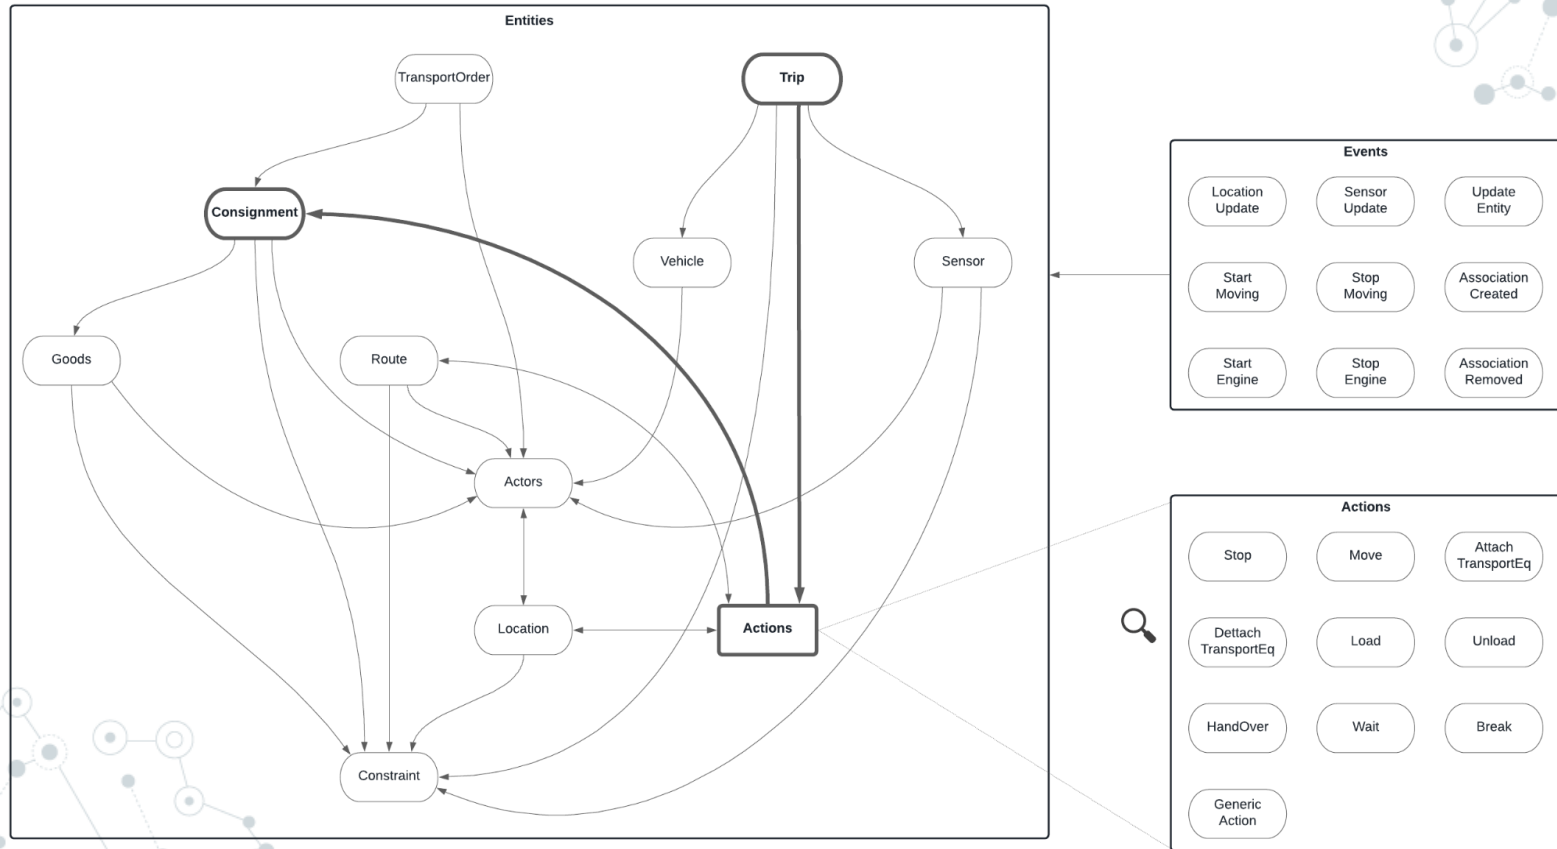 Entities
TransportOrder
Trip
Consignment
Vehicle
Sensor
Goods
Route
Actors
Location
Actions
Constraint
Events
Location
Update
Sensor
Update
Update
Entity
Start
Moving
Stop
Moving
Association
Created
Start
Engine
Stop
Engine
Association
Removed
Actions
Stop
Move
Attach
TransportEq
Dettach
TransportEq
Load
Unload
HandOver
Wait
Break
Generic
Action